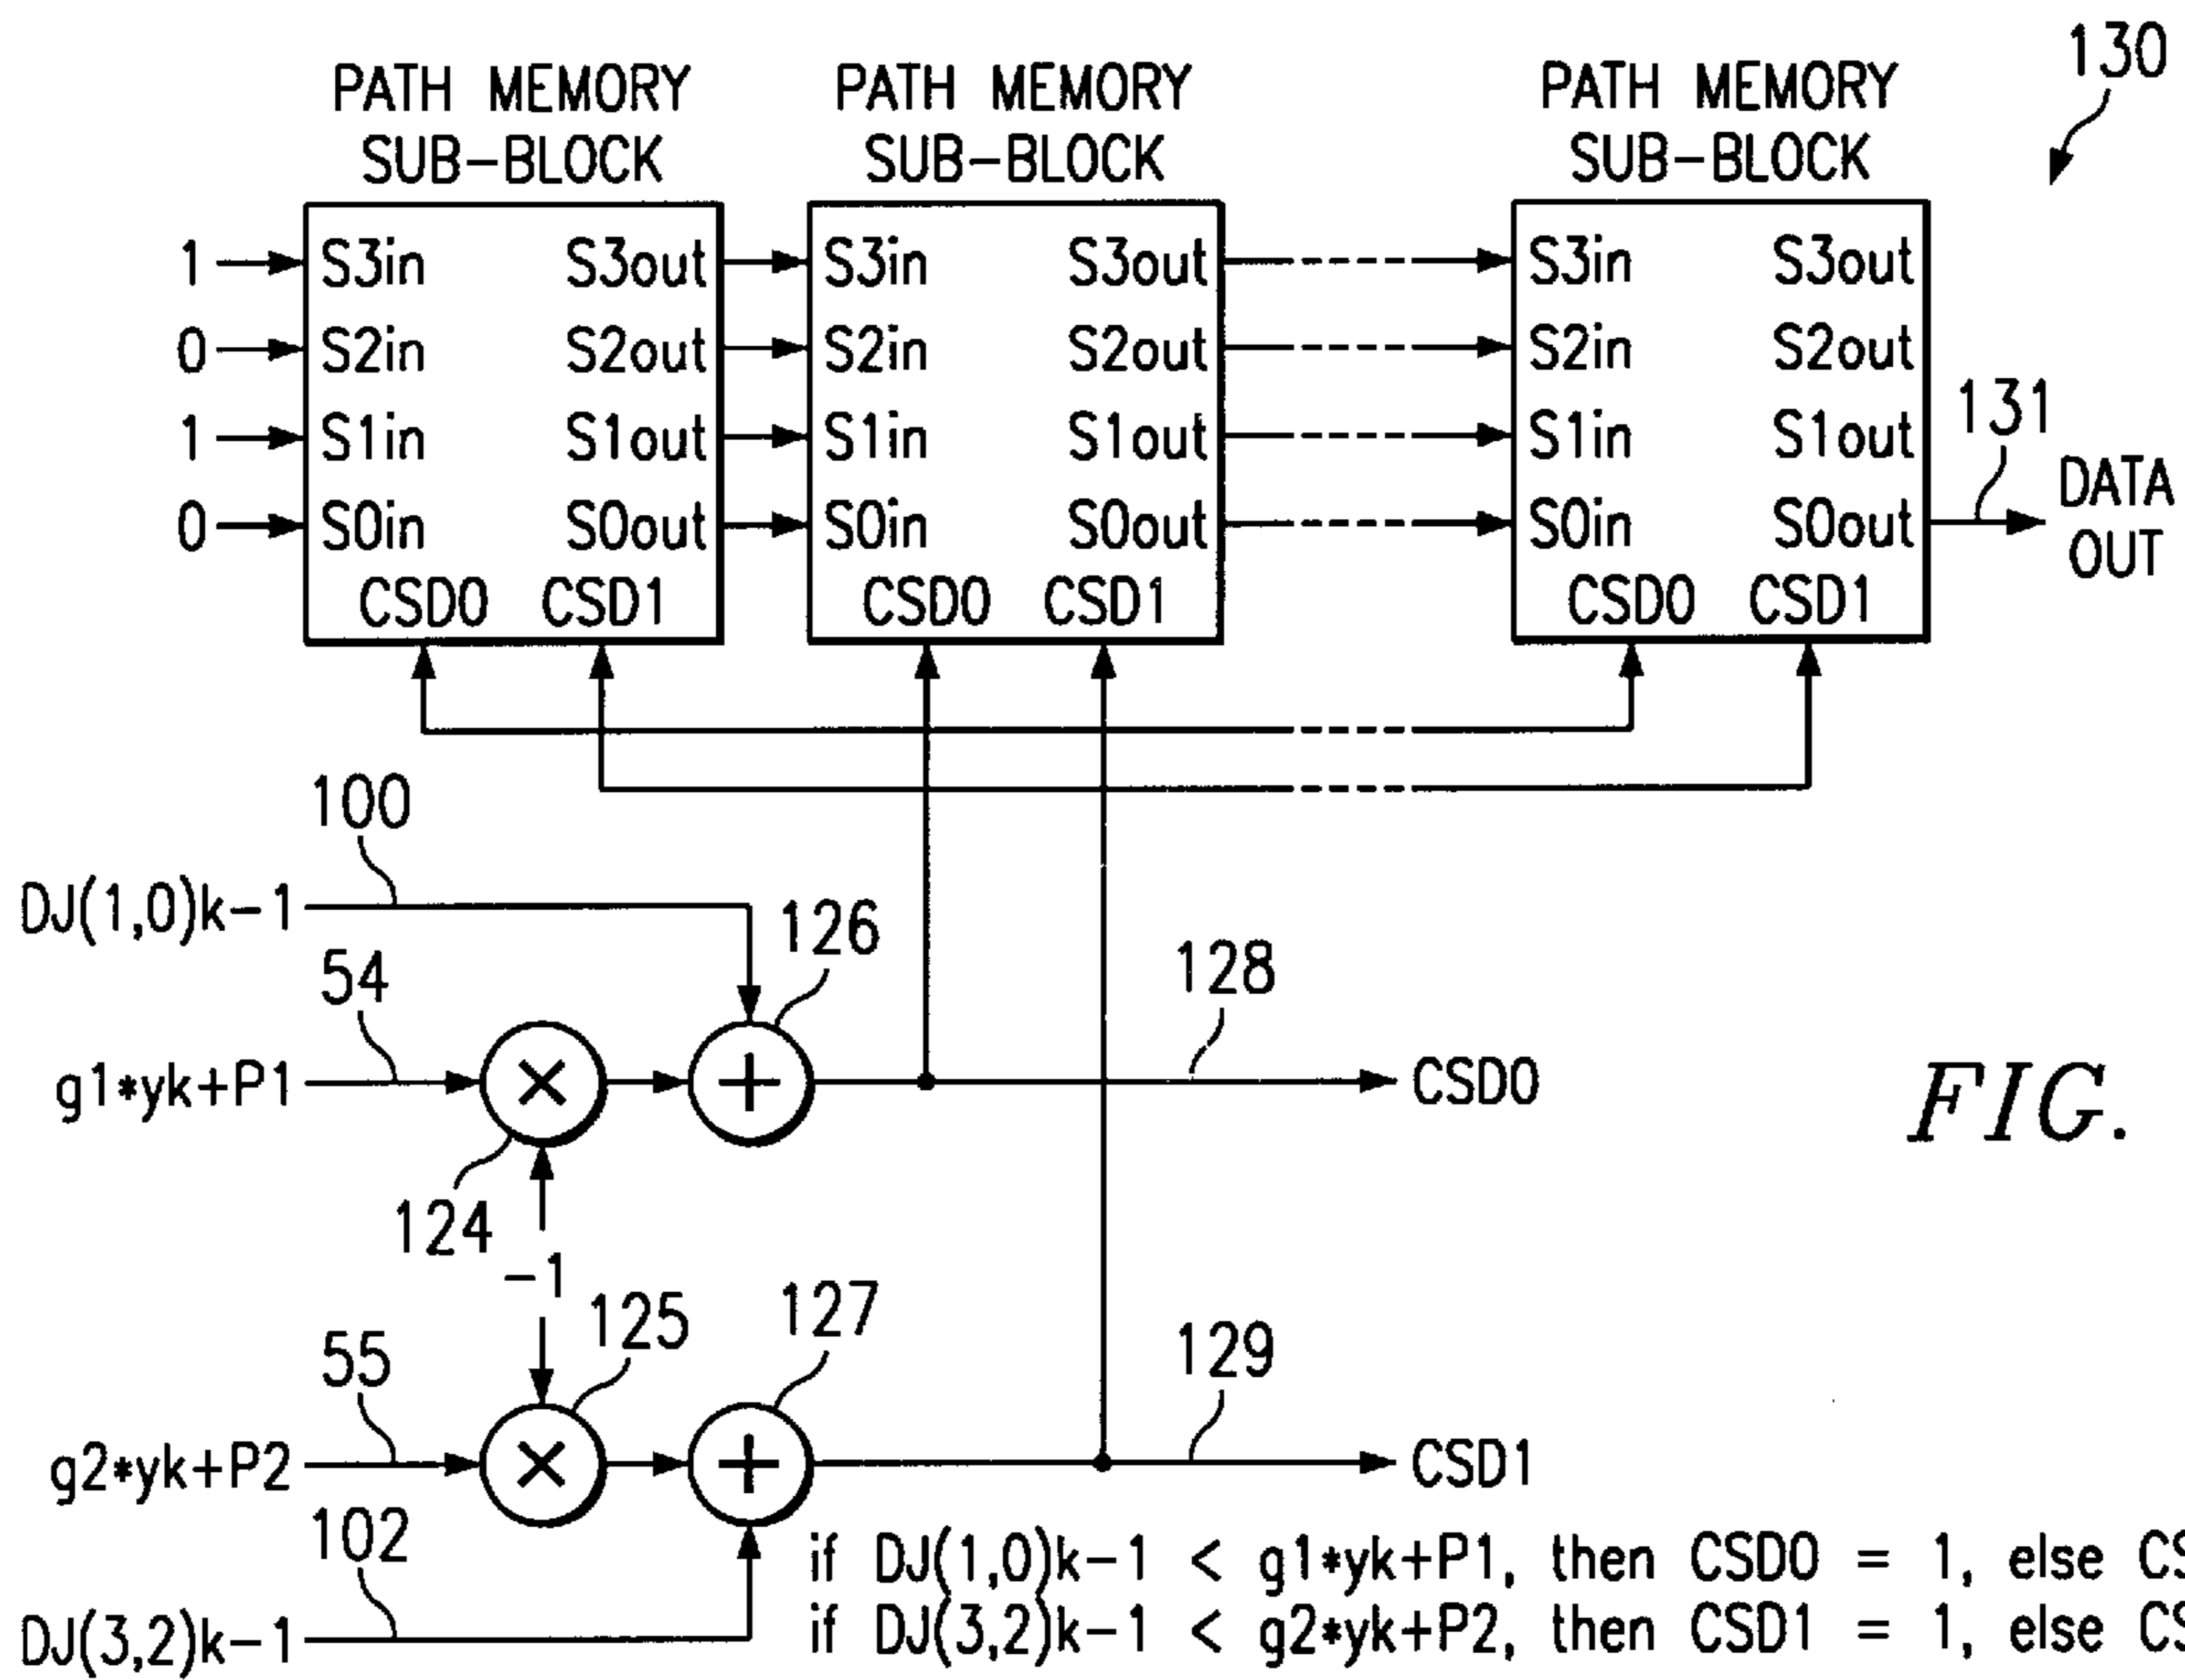 130
PATH MEMORY SUB-BLOCK
PATH MEMORY SUB-BLOCK
PATH MEMORY SUB-BLOCK
1 S3in S3out S3in S3out S3in S3out
0 S2in S2out S2in S2out S2in S2out
1 S1in S1out S1in S1out S1in S1out
131
DATA OUT
0 S0in S0out S0in S0out S0in S0out
CSD0 CSD1 CSD0 CSD1 CSD0 CSD1
100
DJ(1,0)k-1
126
54
128
g1*yk+P1
CSD0
FIG.
124
-1
125
127
55
129
g2*yk+P2
CSD1
102
DJ(3,2)k-1
if DJ(1,0)k-1 < g1*yk+P1, then CSD0 = 1, else
if DJ(3,2)k-1 < g2*yk+P2, then CSD1 = 1, else